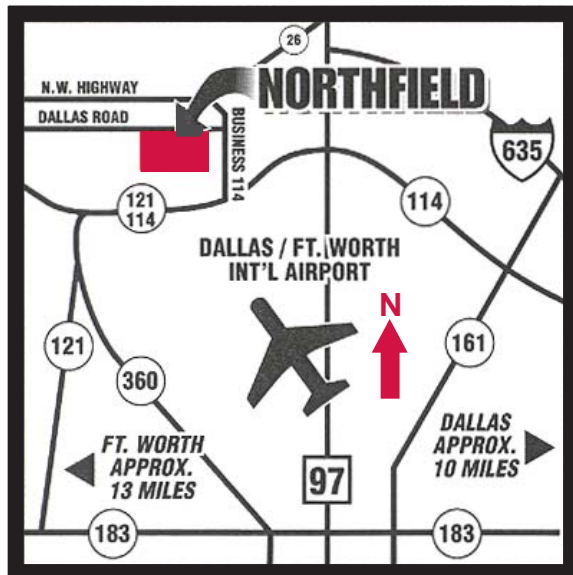 26
N.W. HIGHWAY
NORTHFIELD
DALLAS ROAD
BUSINESS 114
635
121
114
114
DALLAS / FT. WORTH
INT'L AIRPORT
N
121
161
360
DALLAS
APPROX.
10 MILES
FT. WORTH
APPROX.
13 MILES
97
183
183